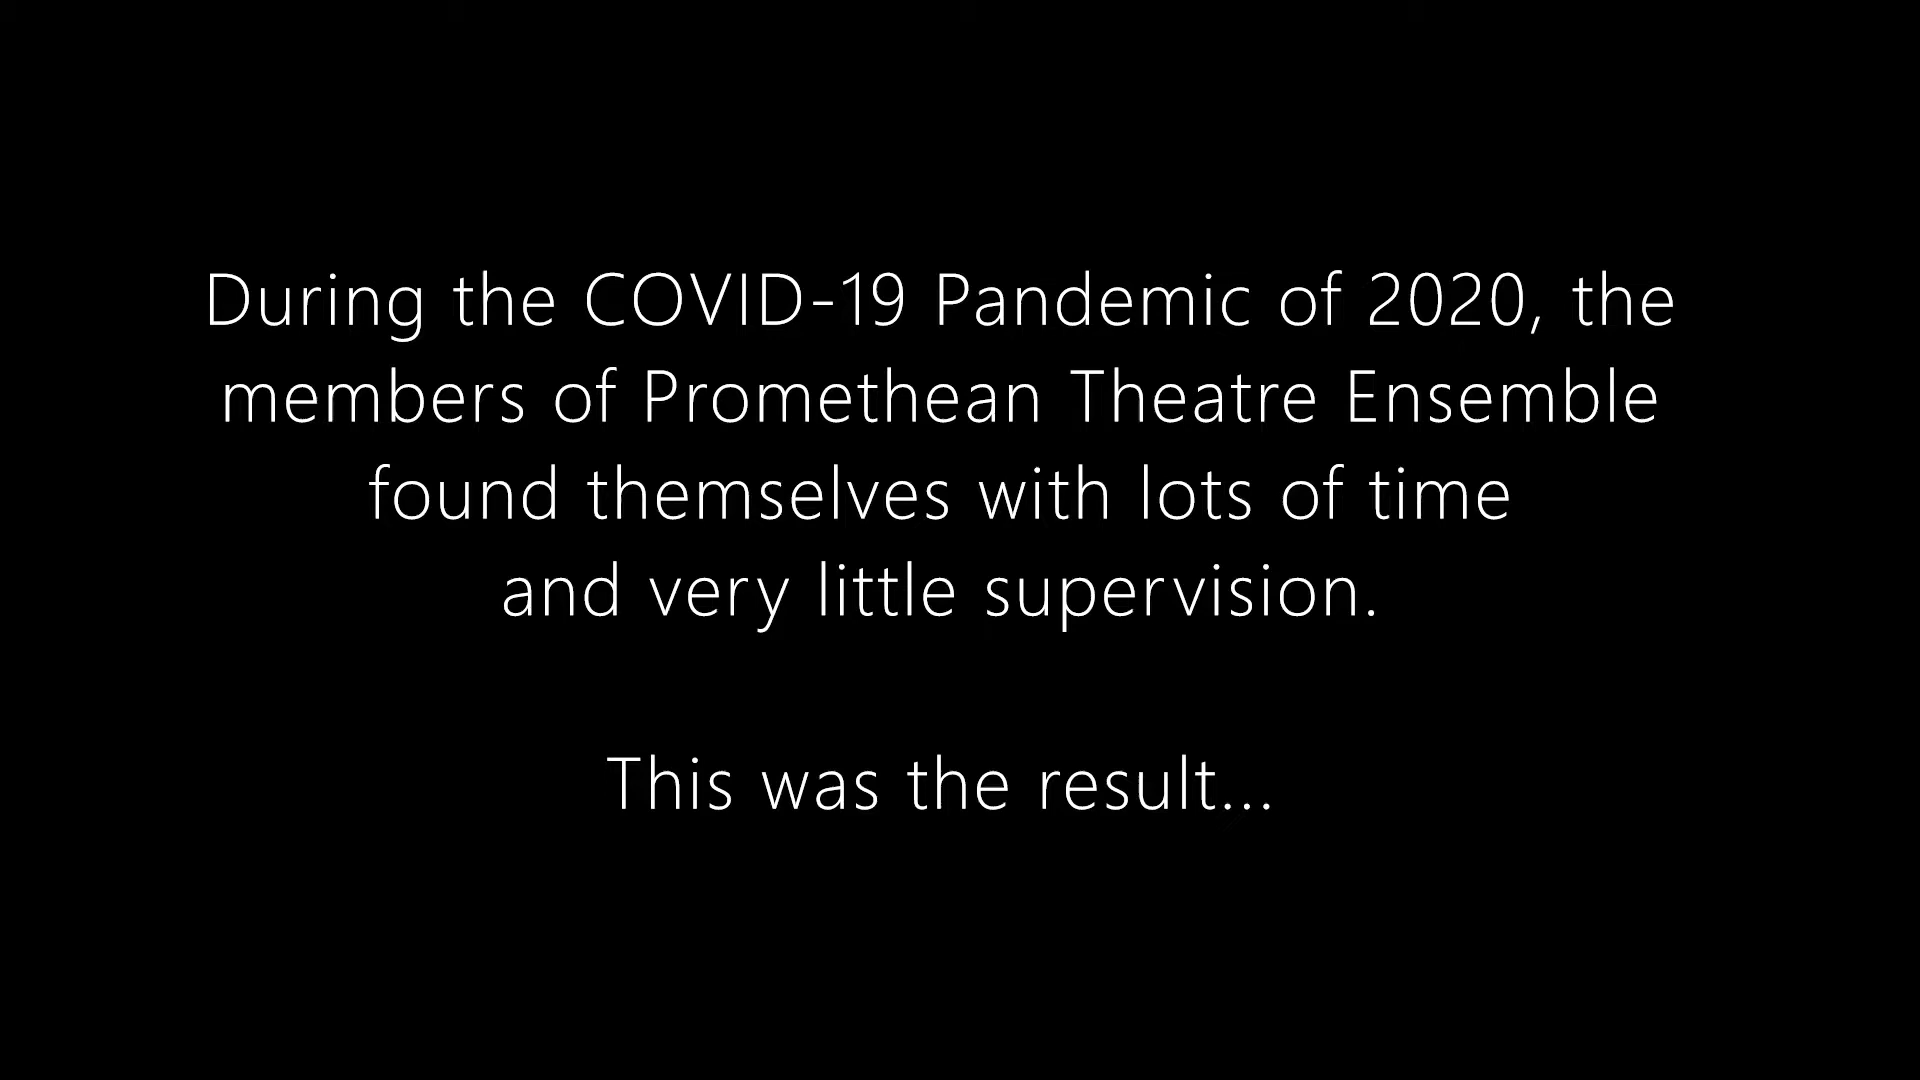 During the COVID-19 Pandemic of 2020, the
members of Promethean Theatre Ensemble
found themselves with lots of time
and very little supervision.
This was the result...